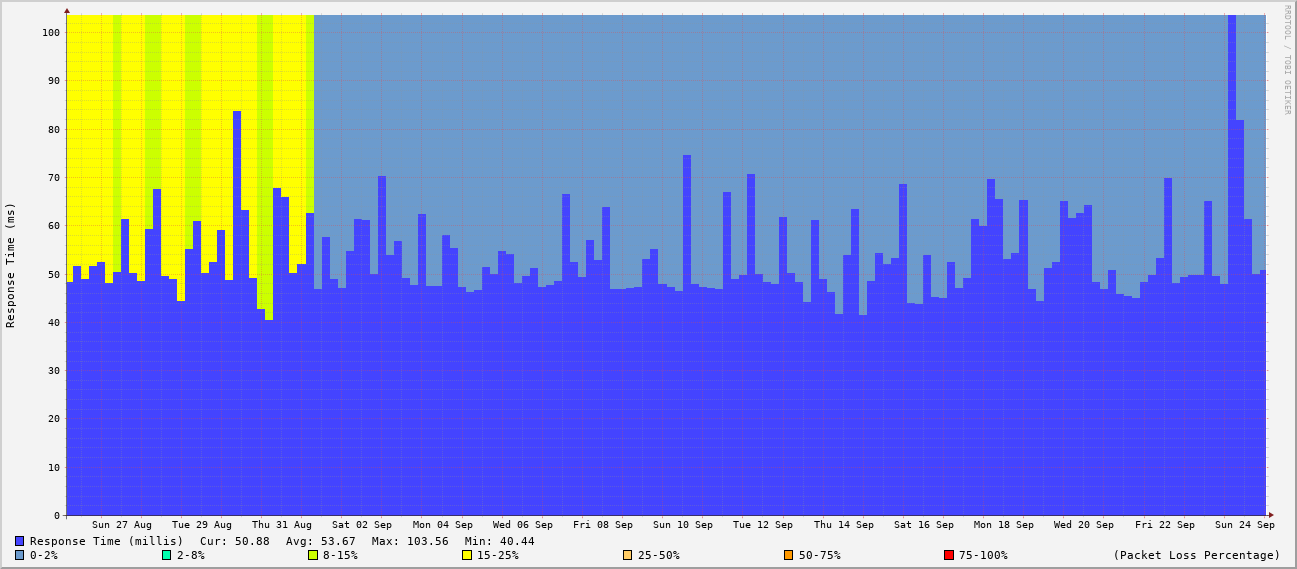 RRDTOOL / TOBI OETIKER
Response Time (ms)
100
90
80
70
60
50
40
30
20
10
0
Sun 27 Aug Tue 29 Aug Thu 31 Aug Sat 02 Sep Mon 04 Sep Wed 06 Sep Fri 08 Sep Sun 10 Sep Tue 12 Sep Thu 14 Sep Sat 16 Sep Mon 18 Sep Wed 20 Sep Fri 22 Sep Sun 24 Sep
Response Time (millis) Cur: 50.88 Avg: 53.67 Max: 103.56 Min: 40.44
0-2% 2-8% 8-15% 15-25% 25-50% 50-75% 75-100% (Packet Loss Percentage)